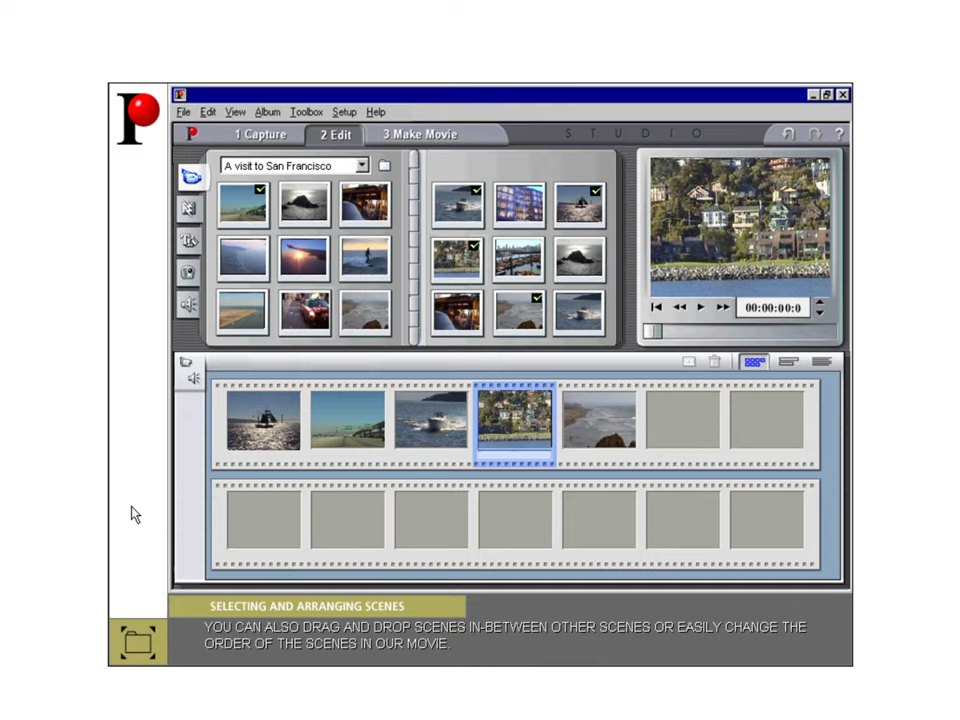 File Edit View Album Toolbox Setup Help
1 Capture 2 Edit 3 Make Movie STUDIO ?
A visit to San Francisco
00:00:00:0
SELECTING AND ARRANGING SCENES
YOU CAN ALSO DRAG AND DROP SCENES IN-BETWEEN OTHER SCENES OR EASILY CHANGE THE
ORDER OF THE SCENES IN OUR MOVIE.